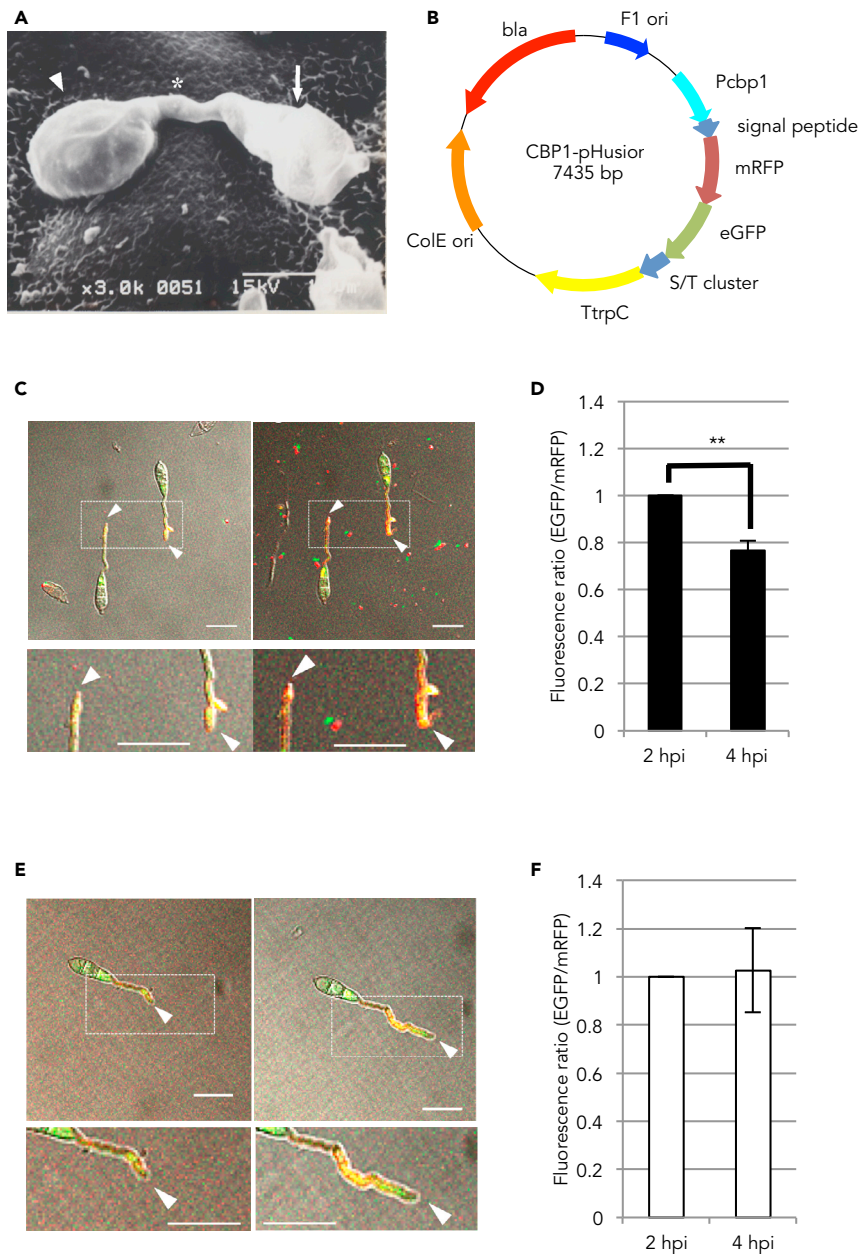 A
*
x3.0k 0051 15kV
B
bla
F1 ori
Pcbp1
signal peptide
mRFP
eGFP
S/T cluster
TtrpC
ColE ori
CBP1-pHusior
7435 bp
C
D
Fluorescence ratio (EGFP/mRFP)
1.4
1.2
1
0.8
0.6
0.4
0.2
0
**
2 hpi
4 hpi
E
F
Fluorescence ratio (EGFP/mRFP)
1.4
1.2
1
0.8
0.6
0.4
0.2
0
2 hpi
4 hpi